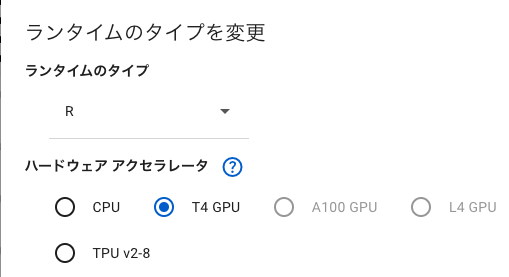 ランタイムのタイプを変更
ランタイムのタイプ
R
ハードウェア アクセラレータ ?
CPU T4 GPU A100 GPU L4 GPU
TPU v2-8